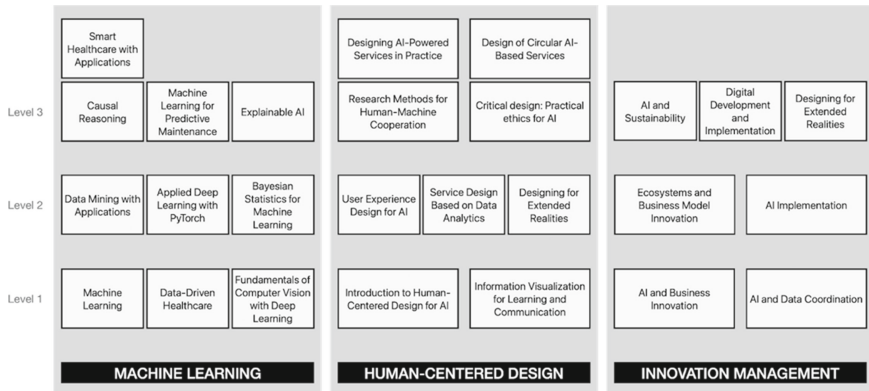 Smart
Healthcare with
Applications
Designing AI-Powered
Services in Practice
Design of Circular AI-
Based Services
Level 3
Causal
Reasoning
Machine
Learning for
Predictive
Maintenance
Explainable AI
Research Methods for
Human-Machine
Cooperation
Critical design: Practical
ethics for AI
AI and
Sustainability
Digital
Development
and
Implementation
Designing for
Extended
Realities
Level 2
Data Mining with
Applications
Applied Deep
Learning with
PyTorch
Bayesian
Statistics for
Machine
Learning
User Experience
Design for AI
Service Design
Based on Data
Analytics
Designing for
Extended
Realities
Ecosystems and
Business Model
Innovation
AI Implementation
Level 1
Machine
Learning
Data-Driven
Healthcare
Fundamentals of
Computer Vision
with Deep
Learning
Introduction to Human-
Centered Design for AI
Information Visualization
for Learning and
Communication
AI and Business
Innovation
AI and Data Coordination
MACHINE LEARNING
HUMAN-CENTERED DESIGN
INNOVATION MANAGEMENT